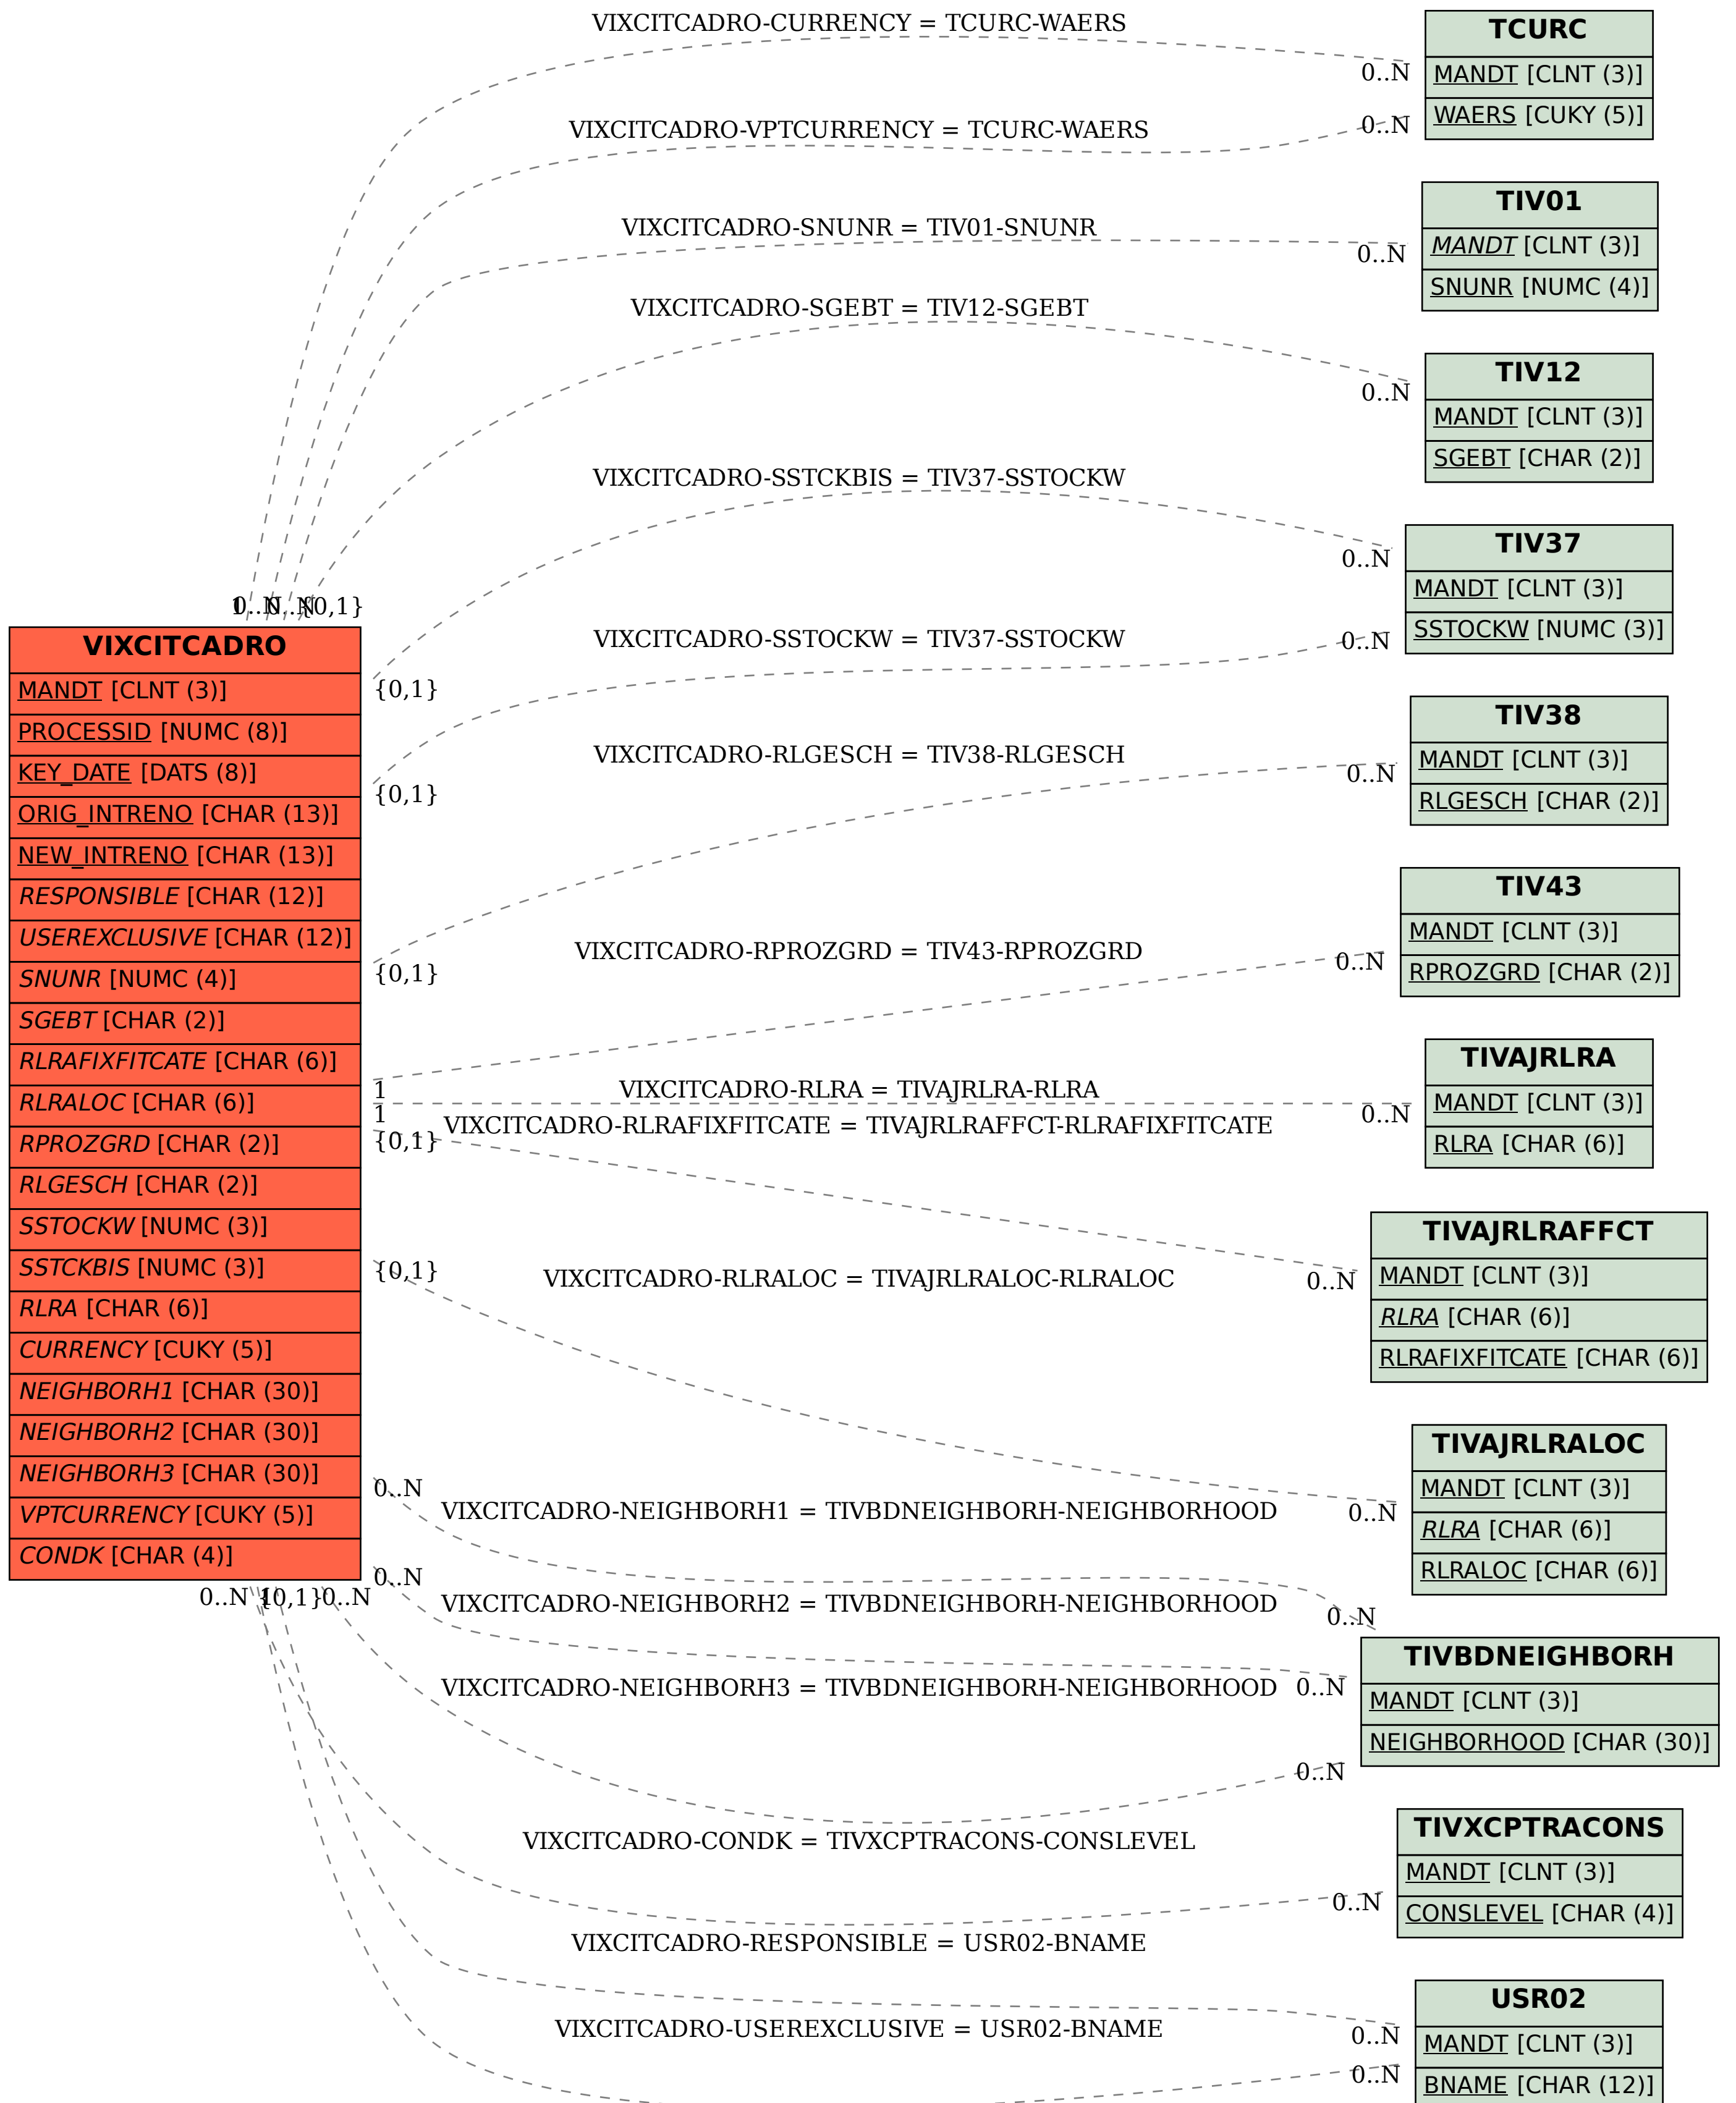 VIXCITCADRO-CURRENCY = TCURC-WAERS
0..N
VIXCITCADRO-VPTCURRENCY = TCURC-WAERS
0..N
TCURC
MANDT [CLNT (3)]
WAERS [CUKY (5)]
VIXCITCADRO-SNUNR = TIV01-SNUNR
0..N
TIV01
MANDT [CLNT (3)]
SNUNR [NUMC (4)]
VIXCITCADRO-SGEBT = TIV12-SGEBT
0..N
TIV12
MANDT [CLNT (3)]
SGEBT [CHAR (2)]
VIXCITCADRO-SSTCKBIS = TIV37-SSTOCKW
0..N
VIXCITCADRO-SSTOCKW = TIV37-SSTOCKW
0..N
TIV37
MANDT [CLNT (3)]
SSTOCKW [NUMC (3)]
1
0..N
0..N
{0,1}
VIXCITCADRO
MANDT [CLNT (3)]
PROCESSID [NUMC (8)]
KEY_DATE [DATS (8)]
ORIG_INTRENO [CHAR (13)]
NEW_INTRENO [CHAR (13)]
RESPONSIBLE [CHAR (12)]
USEREXCLUSIVE [CHAR (12)]
SNUNR [NUMC (4)]
SGEBT [CHAR (2)]
RLRAFIXFITCATE [CHAR (6)]
RLRALOC [CHAR (6)]
RPROZGRD [CHAR (2)]
RLGESCH [CHAR (2)]
SSTOCKW [NUMC (3)]
SSTCKBIS [NUMC (3)]
RLRA [CHAR (6)]
CURRENCY [CUKY (5)]
NEIGHBORH1 [CHAR (30)]
NEIGHBORH2 [CHAR (30)]
NEIGHBORH3 [CHAR (30)]
VPTCURRENCY [CUKY (5)]
CONDK [CHAR (4)]
{0,1}
{0,1}
{0,1}
1
1
{0,1}
{0,1}
0..N
0..N
0..N
{0,1}
0..N
VIXCITCADRO-RLGESCH = TIV38-RLGESCH
0..N
TIV38
MANDT [CLNT (3)]
RLGESCH [CHAR (2)]
VIXCITCADRO-RPROZGRD = TIV43-RPROZGRD
0..N
TIV43
MANDT [CLNT (3)]
RPROZGRD [CHAR (2)]
VIXCITCADRO-RLRA = TIVAJRLRA-RLRA
0..N
TIVAJRLRA
MANDT [CLNT (3)]
RLRA [CHAR (6)]
VIXCITCADRO-RLRAFIXFITCATE = TIVAJRLRAFFCT-RLRAFIXFITCATE
0..N
TIVAJRLRAFFCT
MANDT [CLNT (3)]
RLRA [CHAR (6)]
RLRAFIXFITCATE [CHAR (6)]
VIXCITCADRO-RLRALOC = TIVAJRLRALOC-RLRALOC
0..N
TIVAJRLRALOC
MANDT [CLNT (3)]
RLRA [CHAR (6)]
RLRALOC [CHAR (6)]
VIXCITCADRO-NEIGHBORH1 = TIVBDNEIGHBORH-NEIGHBORHOOD
0..N
VIXCITCADRO-NEIGHBORH2 = TIVBDNEIGHBORH-NEIGHBORHOOD
0..N
VIXCITCADRO-NEIGHBORH3 = TIVBDNEIGHBORH-NEIGHBORHOOD
0..N
TIVBDNEIGHBORH
MANDT [CLNT (3)]
NEIGHBORHOOD [CHAR (30)]
VIXCITCADRO-CONDK = TIVXCPTRACONS-CONSLEVEL
0..N
TIVXCPTRACONS
MANDT [CLNT (3)]
CONSLEVEL [CHAR (4)]
VIXCITCADRO-RESPONSIBLE = USR02-BNAME
0..N
VIXCITCADRO-USEREXCLUSIVE = USR02-BNAME
0..N
USR02
MANDT [CLNT (3)]
BNAME [CHAR (12)]